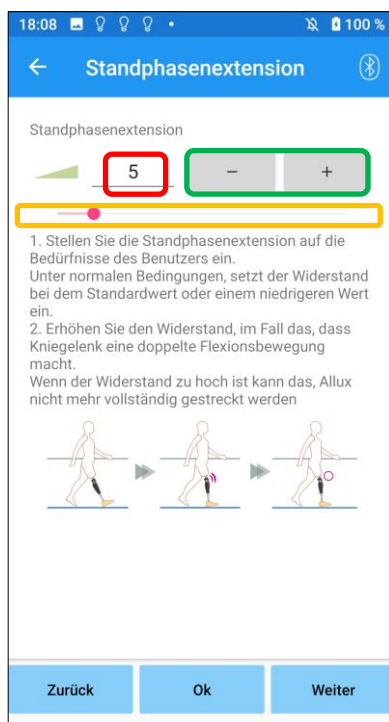 18:08 100 %
Standphasenextension
Standphasenextension
5 − +
1. Stellen Sie die Standphasenextension auf die
Bedürfnisse des Benutzers ein.
Unter normalen Bedingungen, setzt der Widerstand
bei dem Standardwert oder einem niedrigeren Wert
ein.
2. Erhöhen Sie den Widerstand, im Fall das, dass
Kniegelenk eine doppelte Flexionsbewegung
macht.
Wenn der Widerstand zu hoch ist kann das, Allux
nicht mehr vollständig gestreckt werden
Zurück Ok Weiter